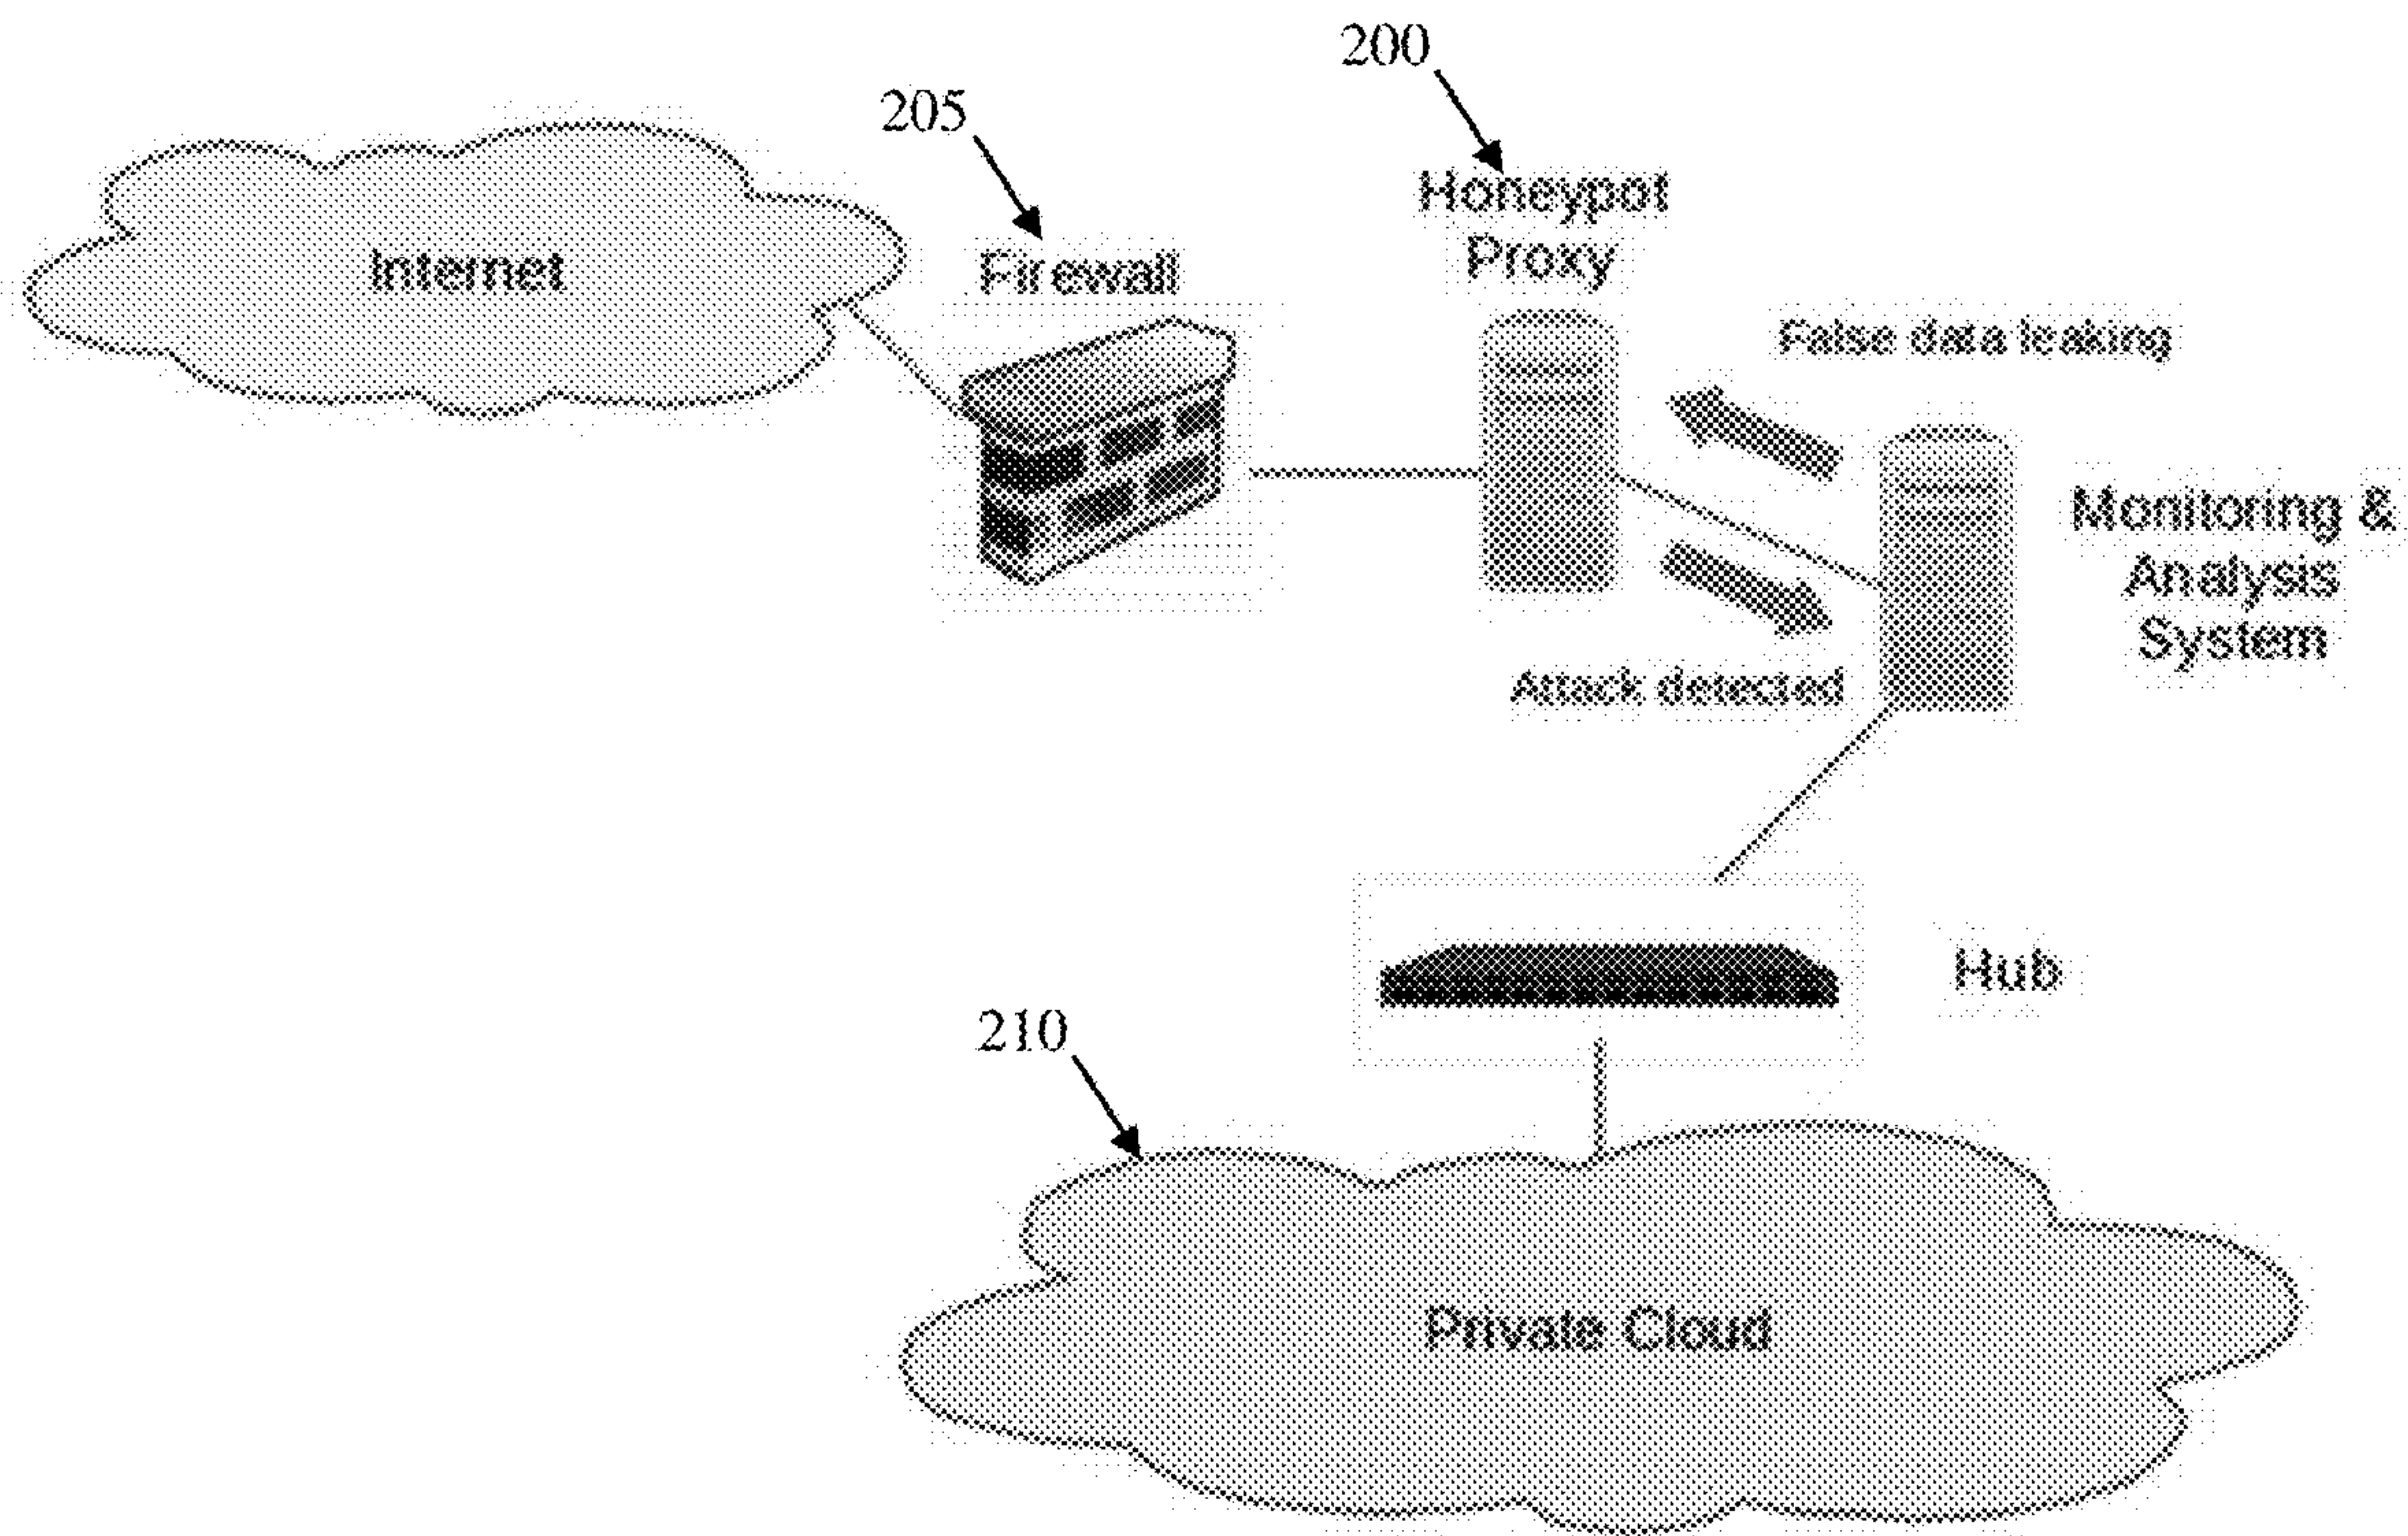 200
205
Honeypot
Proxy
Internet
Firewall
False data leaking
Monitoring &
Analysis
System
Attack detected
Hub
210
Private Cloud